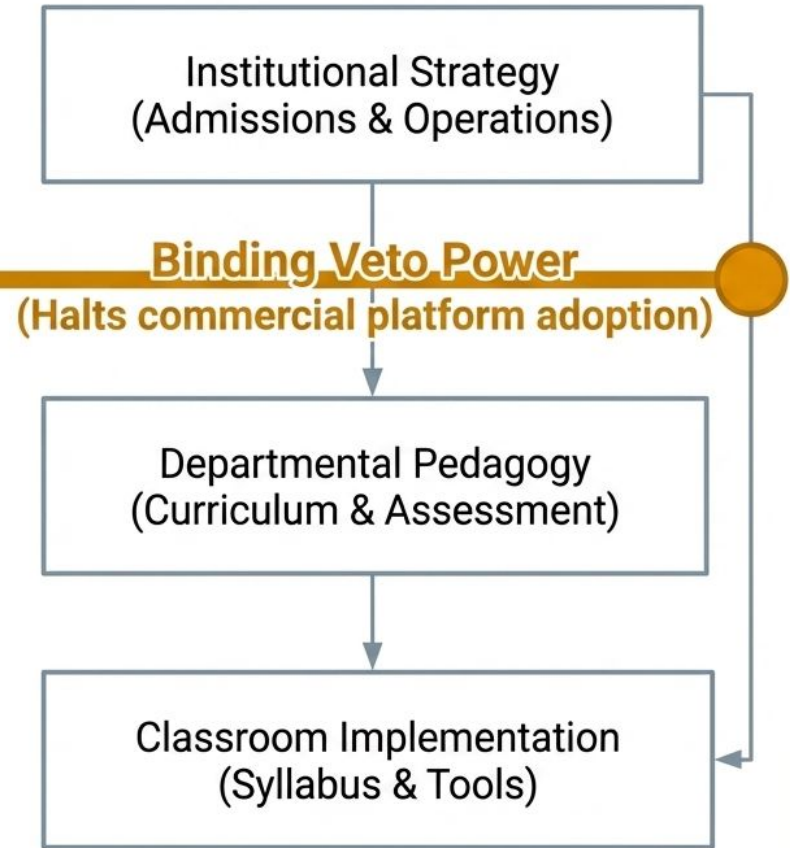 Institutional Strategy
(Admissions & Operations)
Binding Veto Power
(Halts commercial platform adoption)
Departmental Pedagogy
(Curriculum & Assessment)
Classroom Implementation
(Syllabus & Tools)